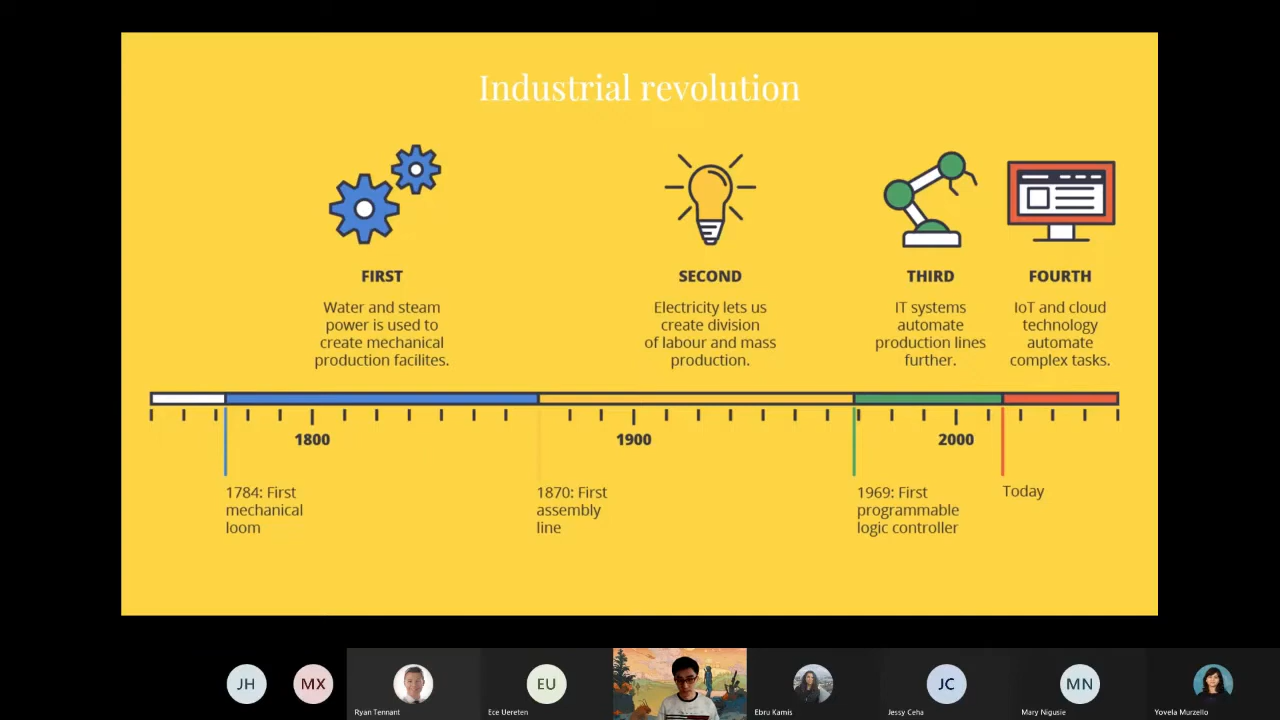 Industrial revolution
FIRST
Water and steam
power is used to
create mechanical
production facilites.
SECOND
Electricity lets us
create division
of labour and mass
production.
THIRD
IT systems
automate
production lines
further.
FOURTH
IoT and cloud
technology
automate
complex tasks.
1800
1900
2000
1784: First
mechanical
loom
1870: First
assembly
line
1969: First
programmable
logic controller
Today
JH
MX
Ryan Tennant
EU
Ece Uereten
Ebru Kamis
JC
Jessy Ceha
MN
Mary Nigusie
Yovela Murzello